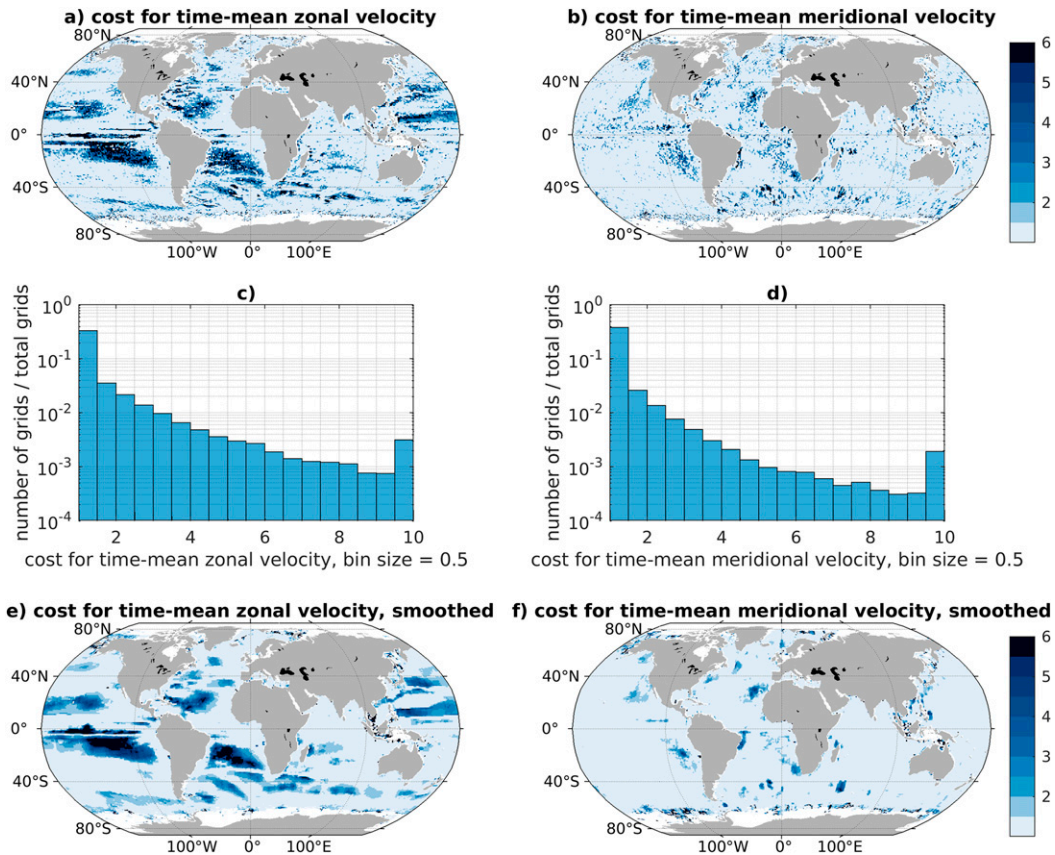 a) cost for time-mean zonal velocity
b) cost for time-mean meridional velocity
80°N
40°N
0°
40°S
80°S
100°W 0° 100°E
80°N
40°N
0°
40°S
80°S
100°W 0° 100°E
6
5
4
3
2
c)
number of grids / total grids
10^0
10^-1
10^-2
10^-3
10^-4
2 4 6 8 10
cost for time-mean zonal velocity, bin size = 0.5
d)
number of grids / total grids
10^0
10^-1
10^-2
10^-3
10^-4
2 4 6 8 10
cost for time-mean meridional velocity, bin size = 0.5
e) cost for time-mean zonal velocity, smoothed
f) cost for time-mean meridional velocity, smoothed
80°N
40°N
0°
40°S
80°S
100°W 0° 100°E
80°N
40°N
0°
40°S
80°S
100°W 0° 100°E
6
5
4
3
2